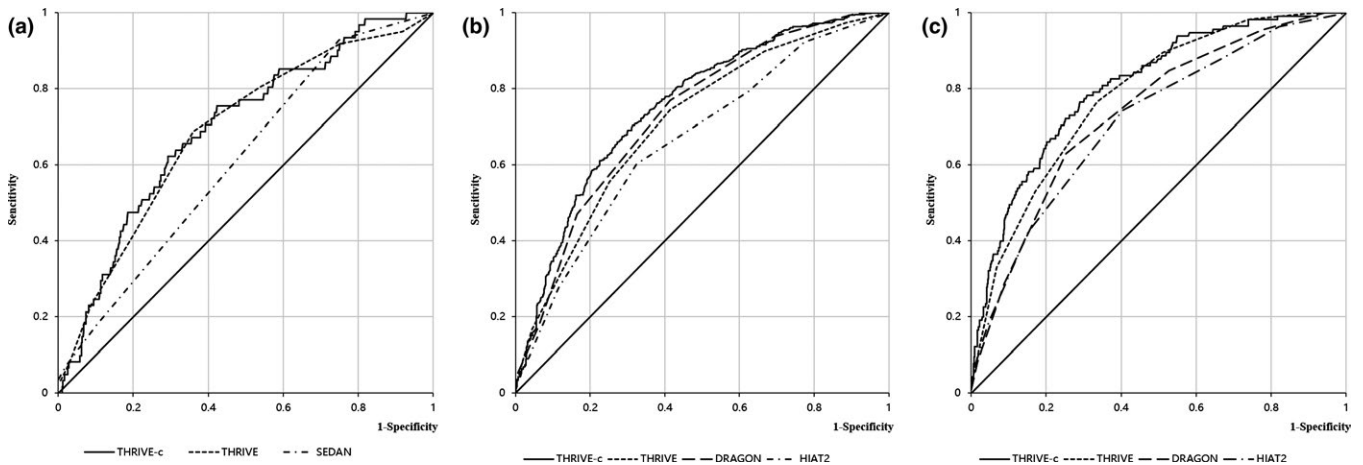 (a)
1
0.8
0.6
0.4
0.2
0
Sencitivity
0 0.2 0.4 0.6 0.8 1
1-Specificity
THRIVE-c THRIVE SEDAN
(b)
1
0.8
0.6
0.4
0.2
0
Sencitivity
0 0.2 0.4 0.6 0.8 1
1-Specificity
THRIVE-c THRIVE DRAGON HIAT2
(c)
1
0.8
0.6
0.4
0.2
0
Sencitivity
0 0.2 0.4 0.6 0.8 1
1-Specificity
THRIVE-c THRIVE DRAGON HIAT2